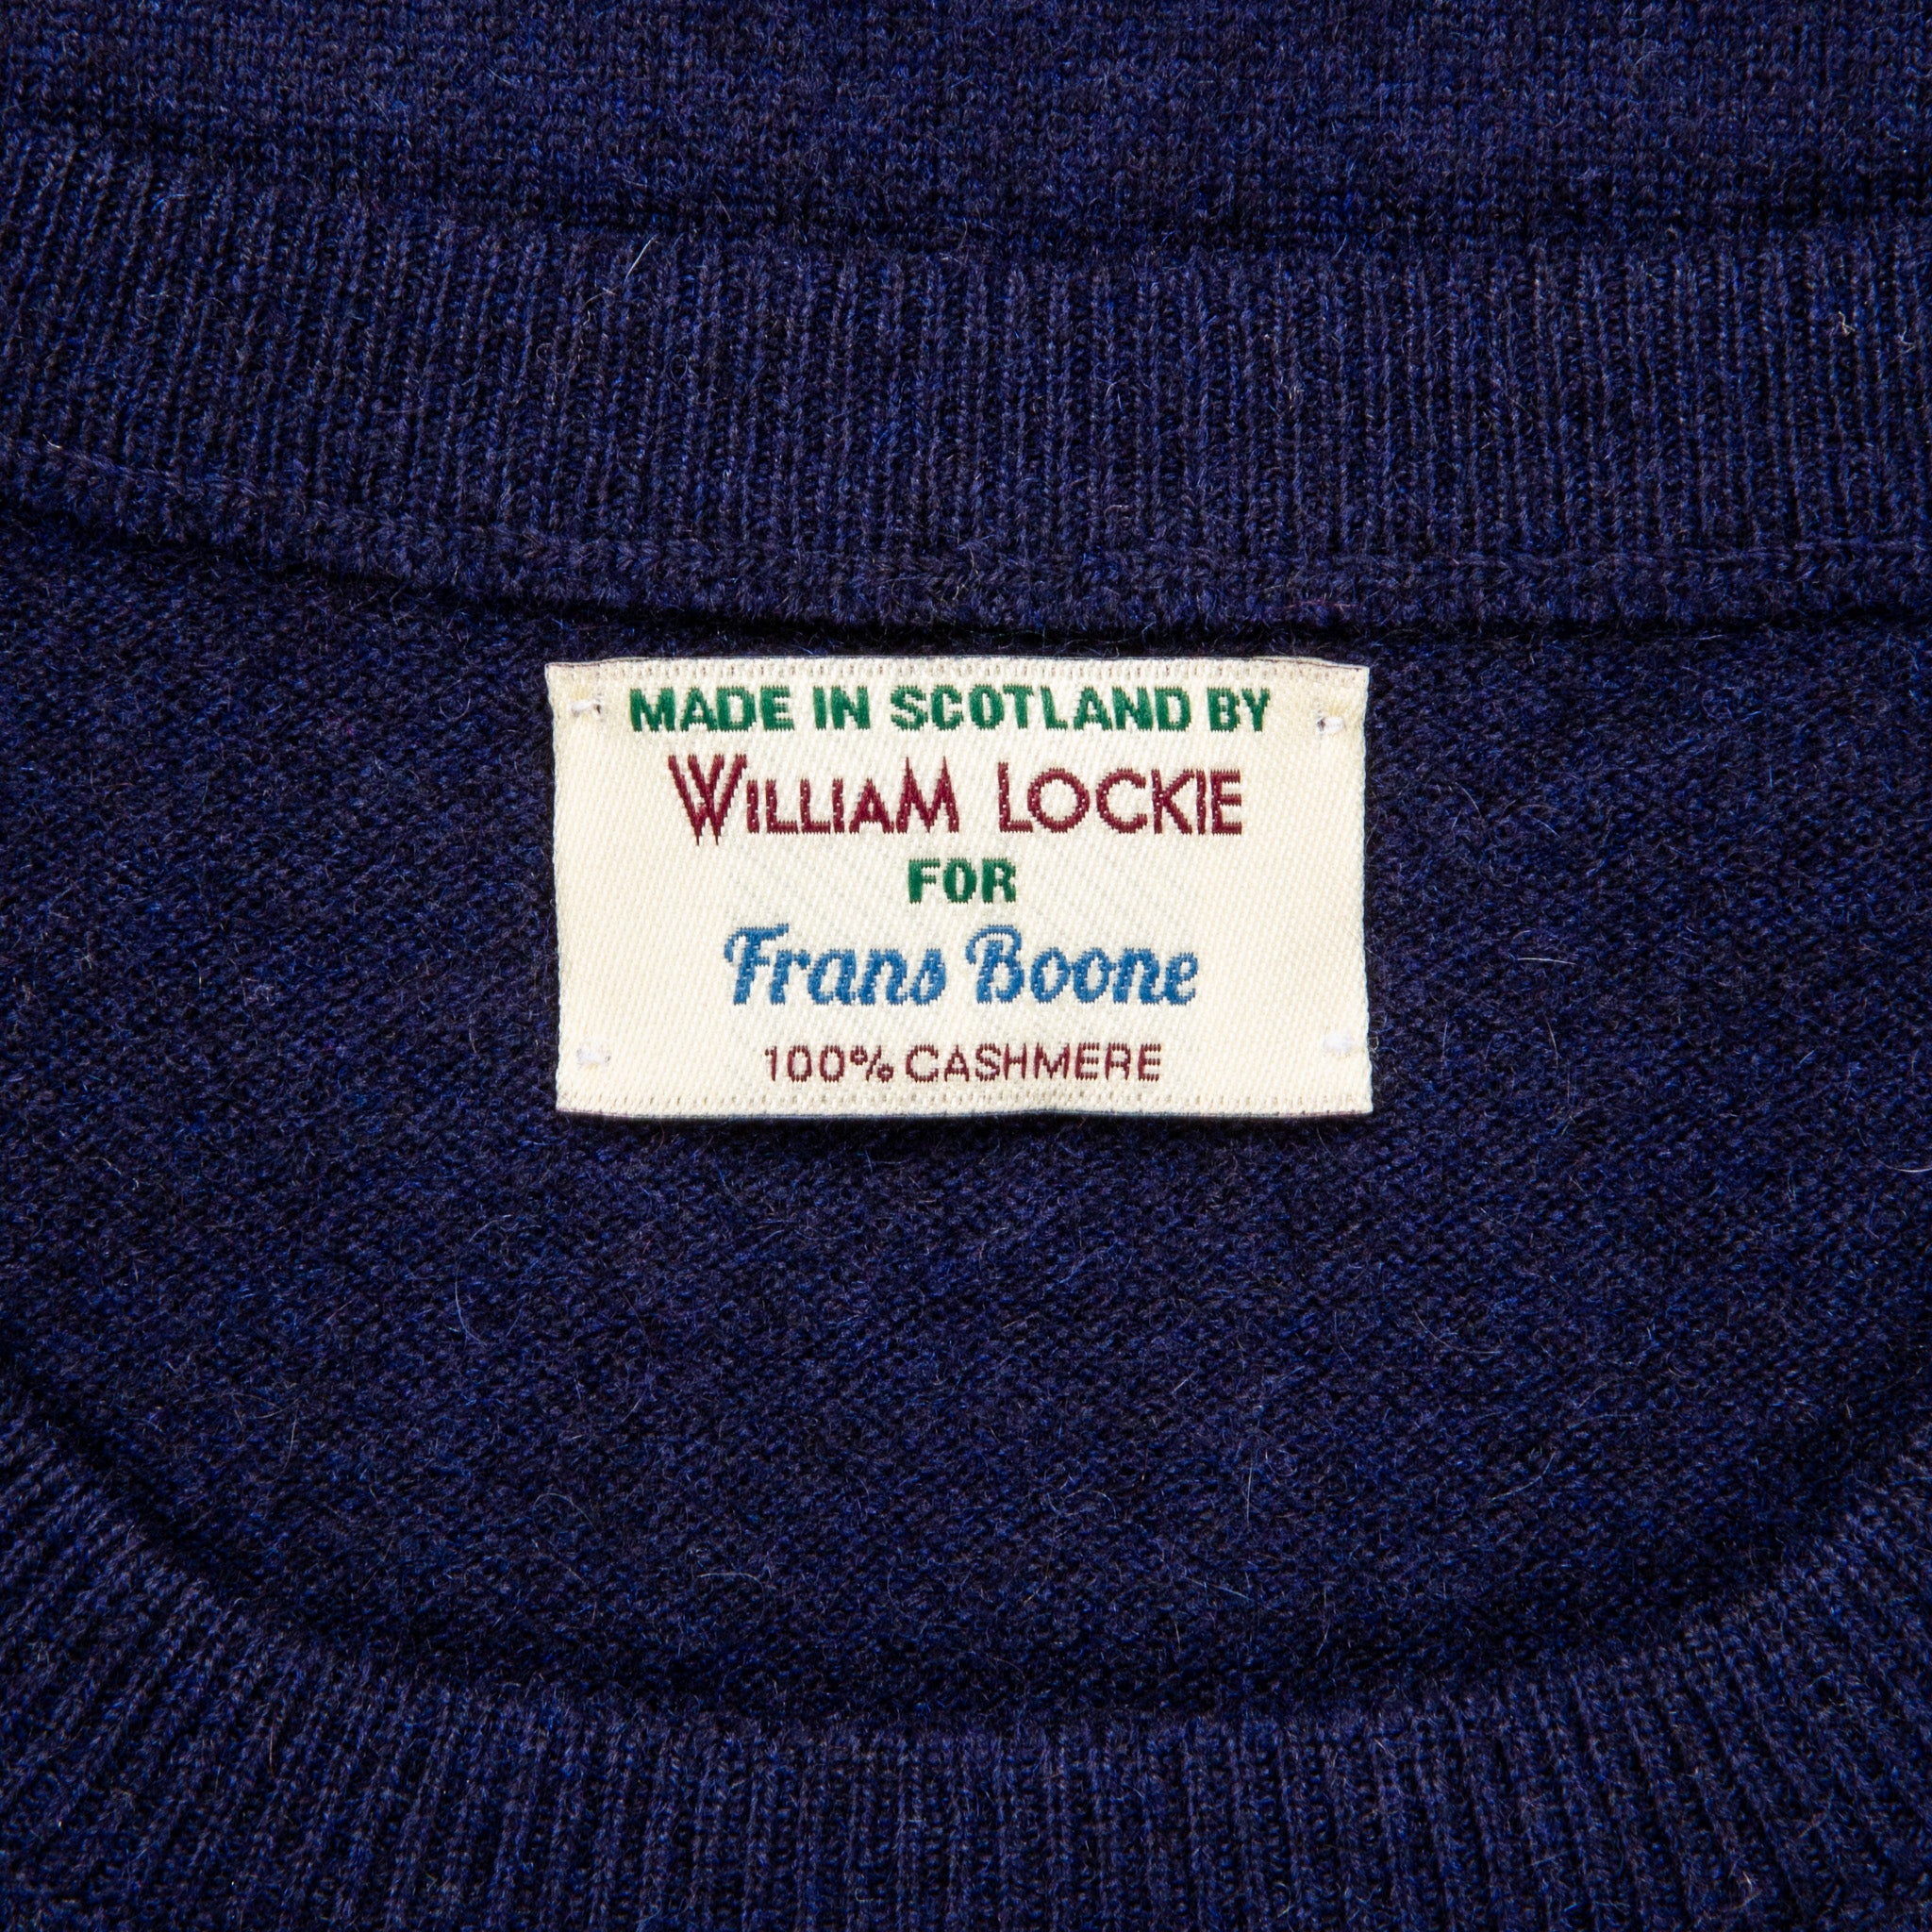 MADE IN SCOTLAND BY
WILLIAM LOCKIE
FOR
Frans Boone
100% CASHMERE